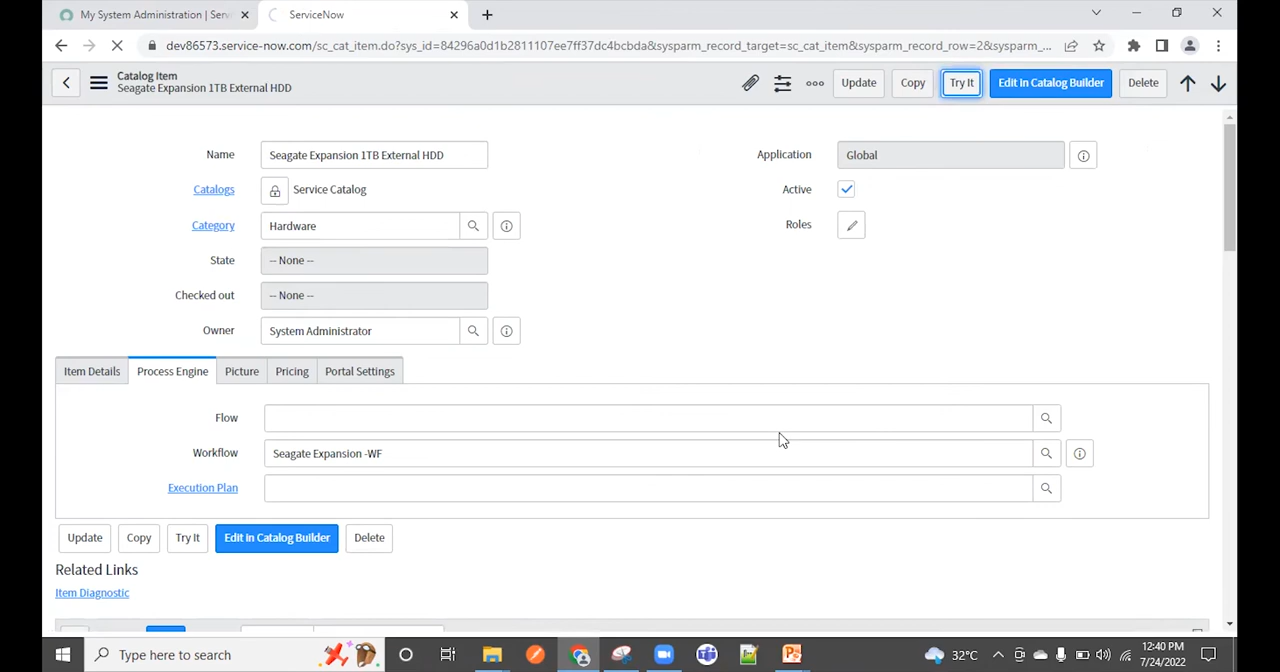 My System Administration | Serv
ServiceNow
dev86573.service-now.com/sc_cat_item.do?sys_id=84296a0d1b2811107ee7ff37dc4bcbda&sysparm_record_target=sc_cat_item&sysparm_record_row=2&sysparm_...
Catalog Item
Seagate Expansion 1TB External HDD
Update
Copy
Try It
Edit in Catalog Builder
Delete
Name
Seagate Expansion 1TB External HDD
Application
Global
Catalogs
Service Catalog
Active
Category
Hardware
Roles
State
-- None --
Checked out
-- None --
Owner
System Administrator
Item Details
Process Engine
Picture
Pricing
Portal Settings
Flow
Workflow
Seagate Expansion -WF
Execution Plan
Update
Copy
Try It
Edit in Catalog Builder
Delete
Related Links
Item Diagnostic
Type here to search
32°C
12:40 PM
7/24/2022